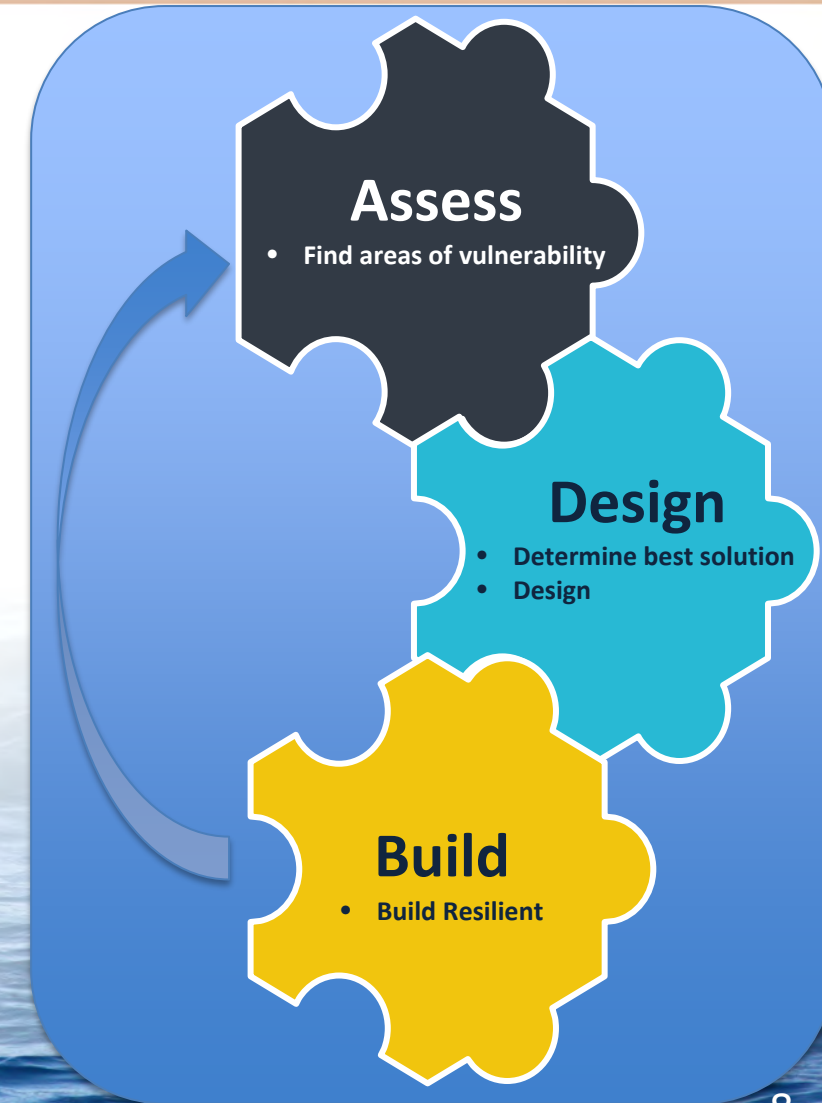 Assess
• Find areas of vulnerability
Design
• Determine best solution
• Design
Build
• Build Resilient